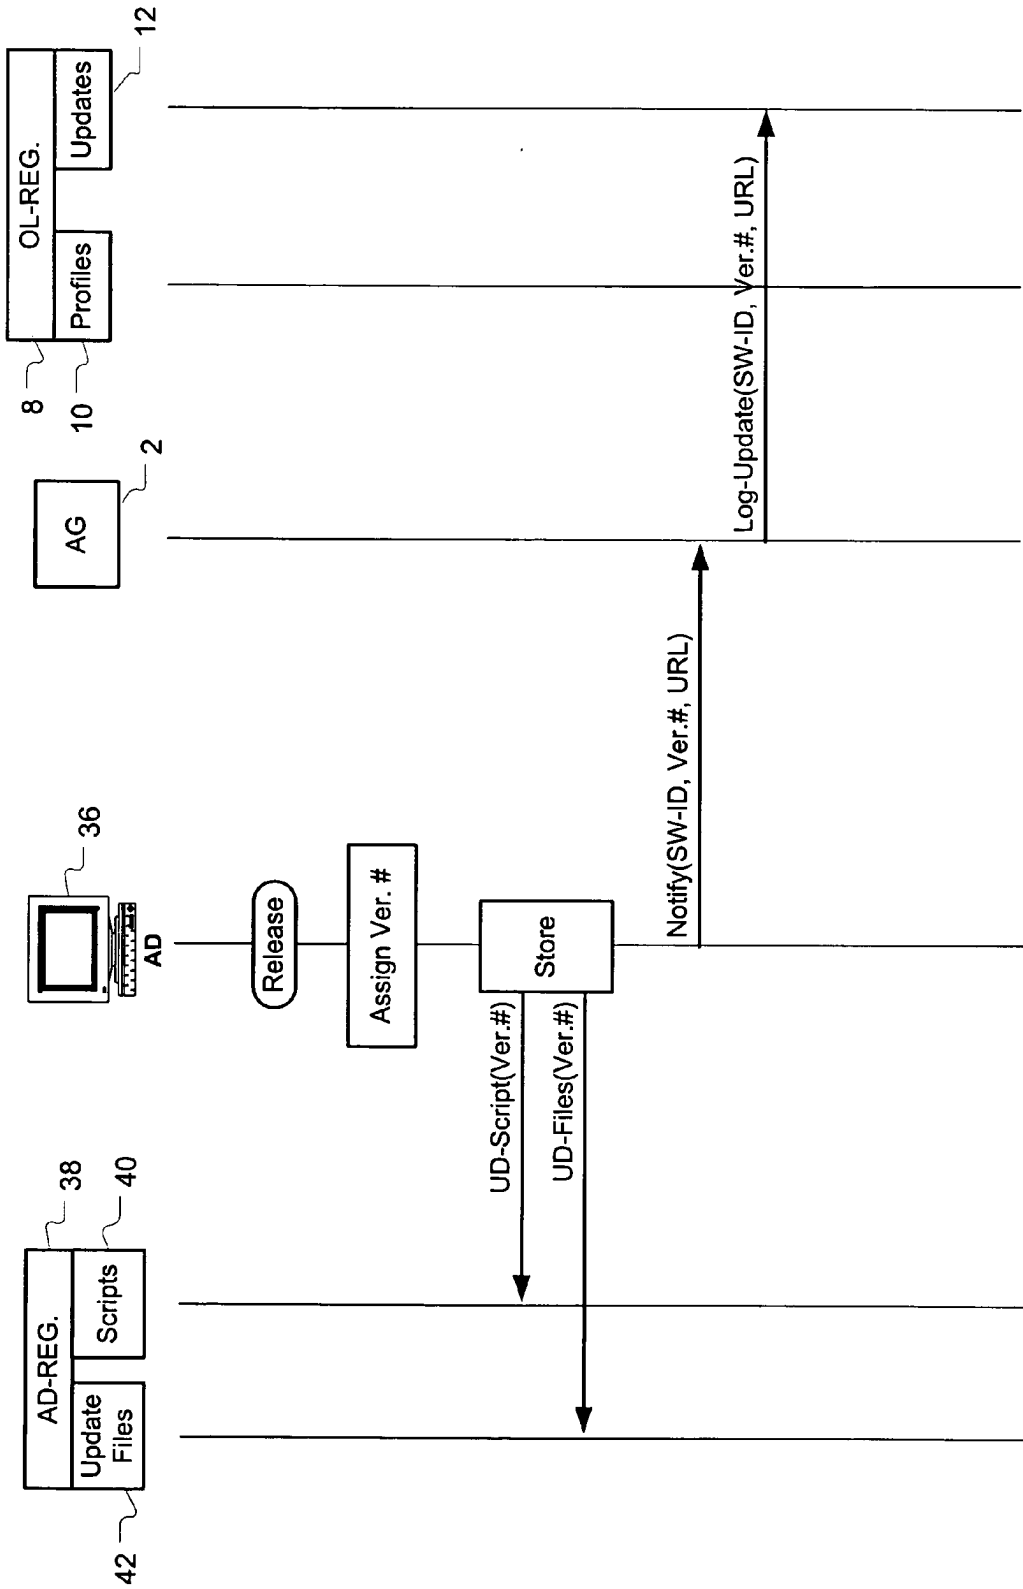 AD-REG.
38
Update
Files
Scripts
42
40
36
AD
AG
2
OL-REG.
8
Profiles
Updates
10
12
Release
Assign Ver. #
Store
UD-Script(Ver.#)
UD-Files(Ver.#)
Notify(SW-ID, Ver.#, URL)
Log-Update(SW-ID, Ver.#, URL)